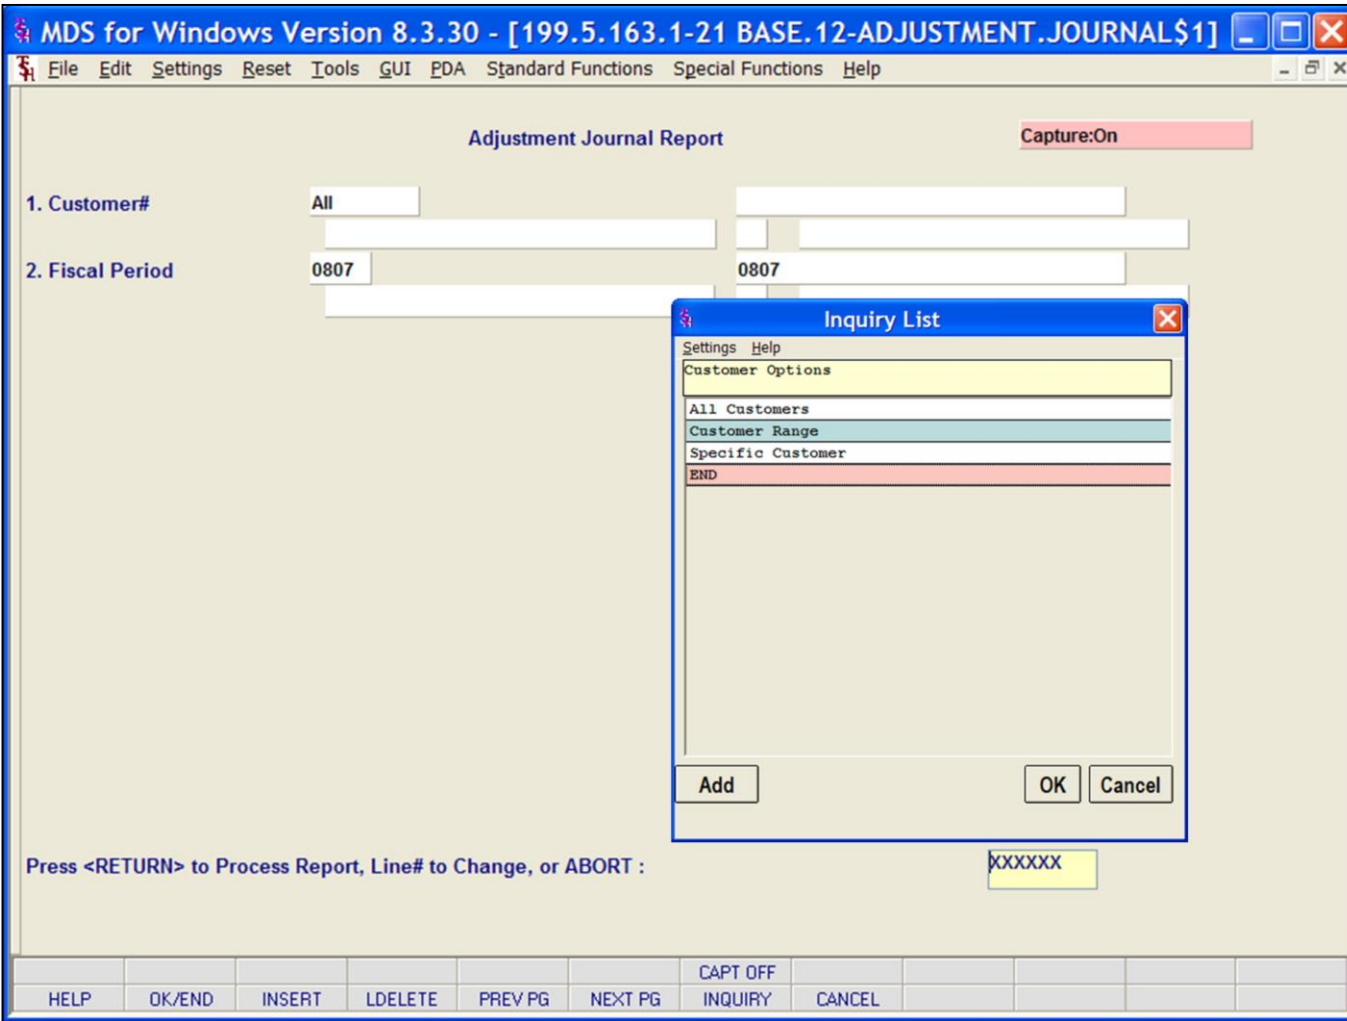 MDS for Windows Version 8.3.30 - [199.5.163.1-21 BASE.12-ADJUSTMENT.JOURNAL$1]
File Edit Settings Reset Tools GUI PDA Standard Functions Special Functions Help
Adjustment Journal Report
Capture:On
1. Customer# All
2. Fiscal Period 0807 0807
Inquiry List
Settings Help
Customer Options
All Customers
Customer Range
Specific Customer
END
Add OK Cancel
Press <RETURN> to Process Report, Line# to Change, or ABORT : XXXXXX
CAPT OFF
HELP OK/END INSERT LDELETE PREV PG NEXT PG INQUIRY CANCEL